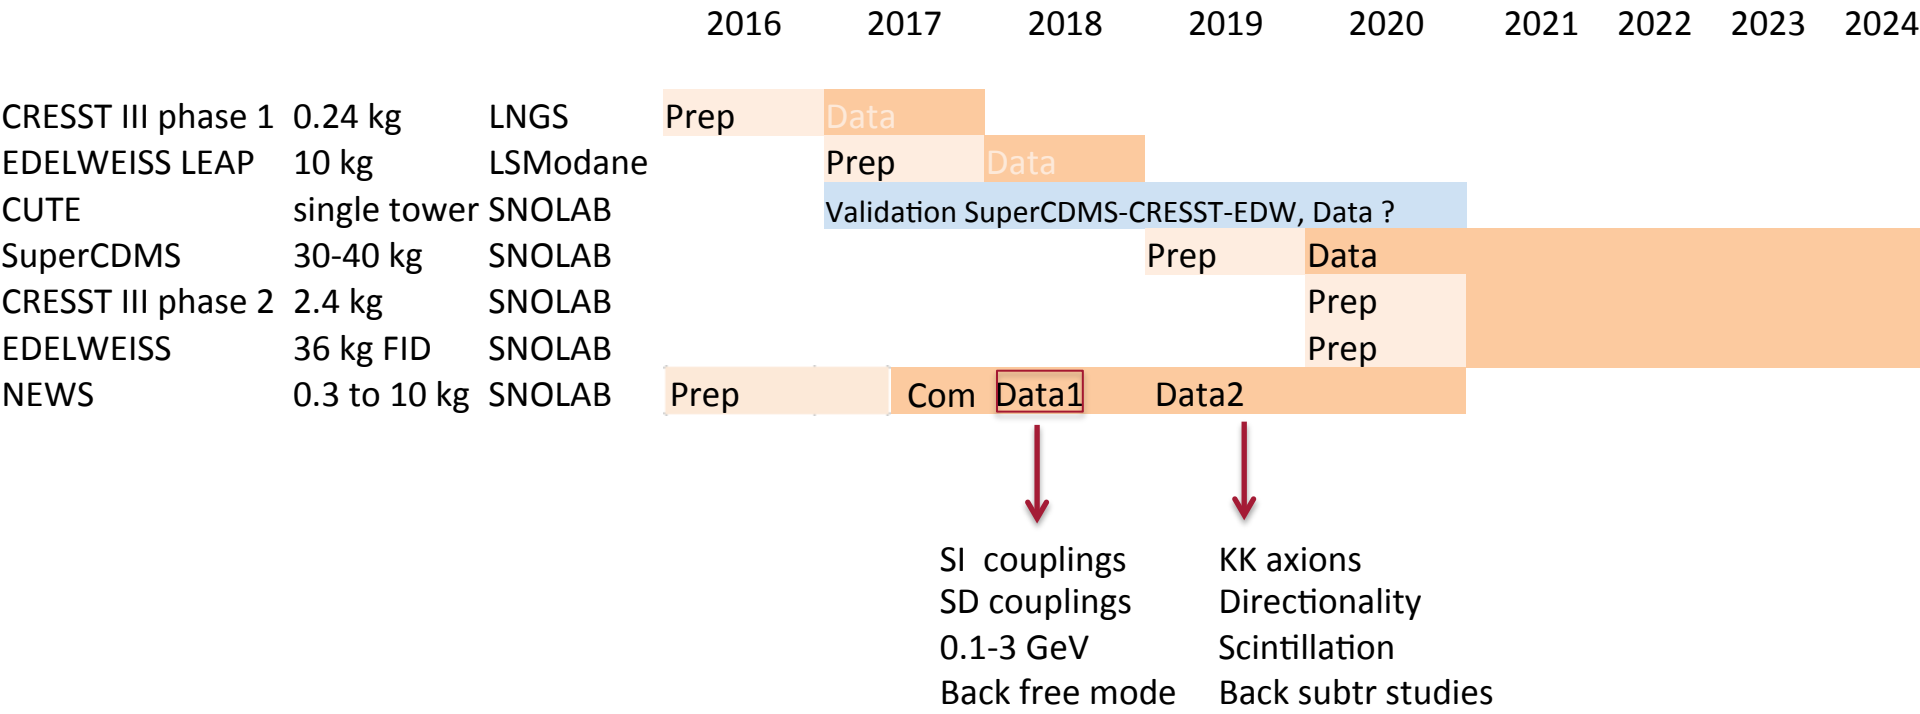 2016 2017 2018 2019 2020 2021 2022 2023 2024
CRESST III phase 1 0.24 kg LNGS Prep Data
EDELWEISS LEAP 10 kg LSModane Prep Data
CUTE single tower SNOLAB Validation SuperCDMS-CRESST-EDW, Data ?
SuperCDMS 30-40 kg SNOLAB Prep Data
CRESST III phase 2 2.4 kg SNOLAB Prep
EDELWEISS 36 kg FID SNOLAB Prep
NEWS 0.3 to 10 kg SNOLAB Prep Com Data1 Data2
SI couplings KK axions
SD couplings Directionality
0.1-3 GeV Scintillation
Back free mode Back subtr studies